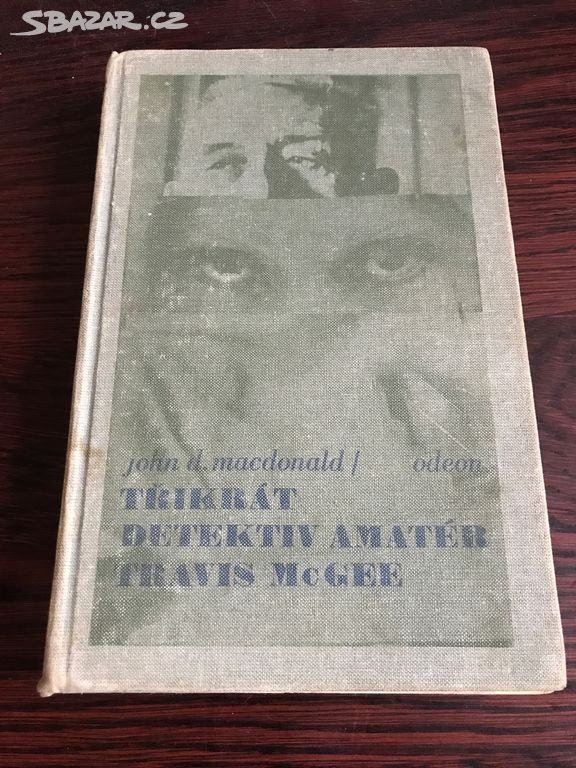 SBAZAR.CZ
john d. macdonald / odeon
TŘIKRÁT
DETEKTIV AMATÉR
TRAVIS McGEE